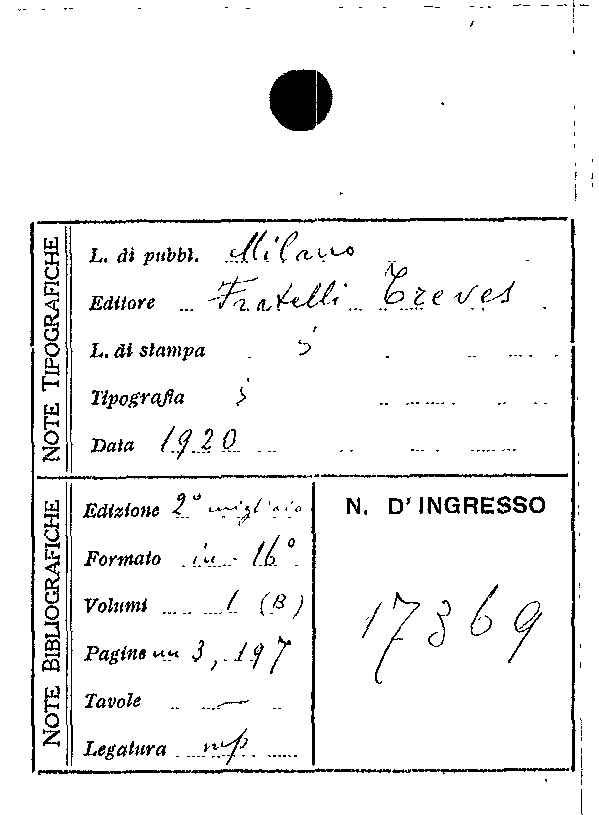 NOTE TIPOGRAFICHE
L. di pubbl. Milano
Editore Fratelli Treves
L. di stampa
Tipografia
Data 1920
NOTE BIBLIOGRAFICHE
Edizione 2° migliaio
Formato in-16°
Volumi 1 (B)
Pagine nn 3, 197
Tavole —
Legatura
N. D'INGRESSO
17369